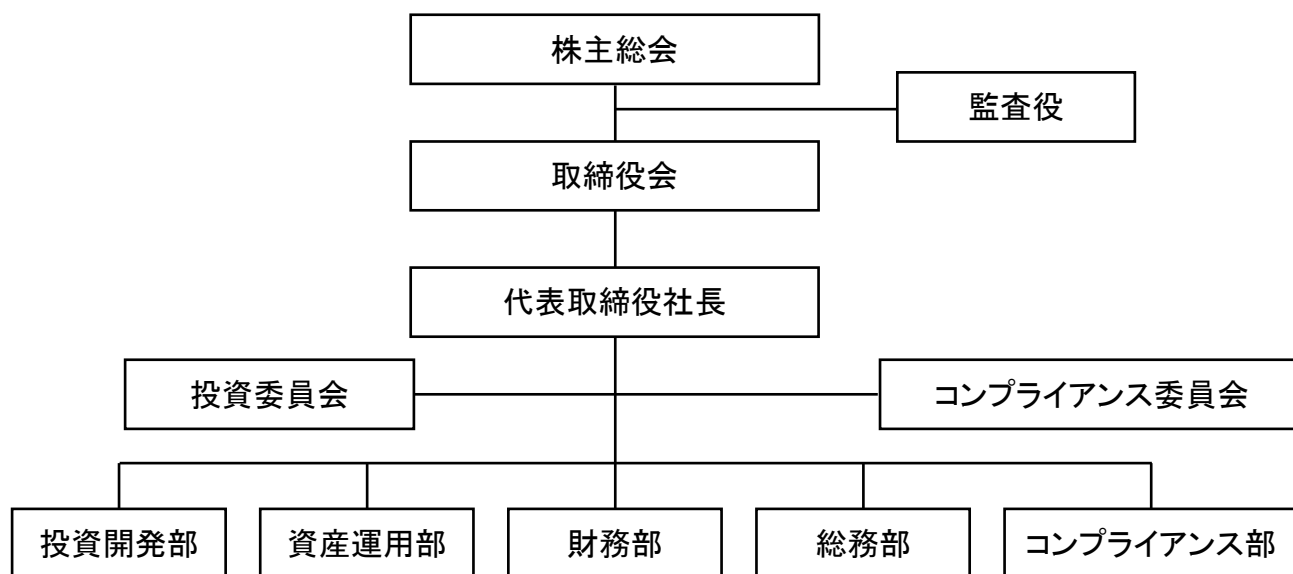 株主総会
監査役
取締役会
代表取締役社長
投資委員会
コンプライアンス委員会
投資開発部
資産運用部
財務部
総務部
コンプライアンス部